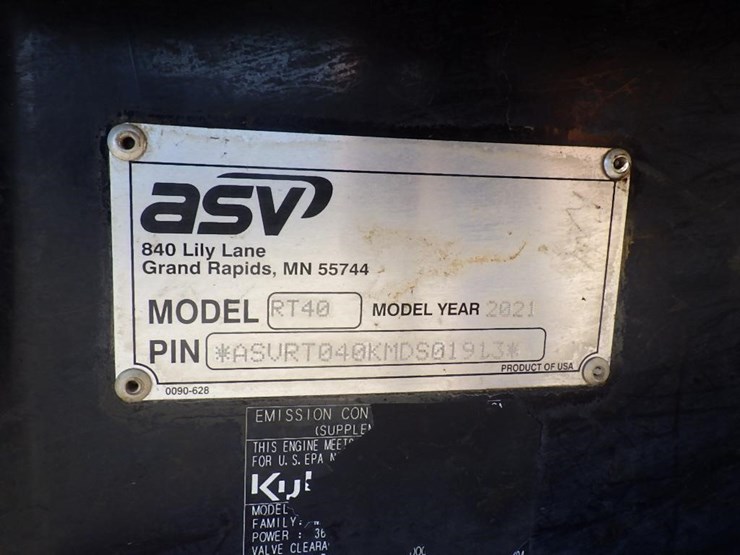 asv
840 Lily Lane
Grand Rapids, MN 55744
MODEL RT40 MODEL YEAR 2021
PIN *ASVRT040KMDS01913*
PRODUCT OF USA
0090-628
EMISSION CON
(SUPPLE
THIS ENGINE MEETS
FOR U.S. EPA
MODEL
FAMILY:
POWER : 36
VALVE CLEARA